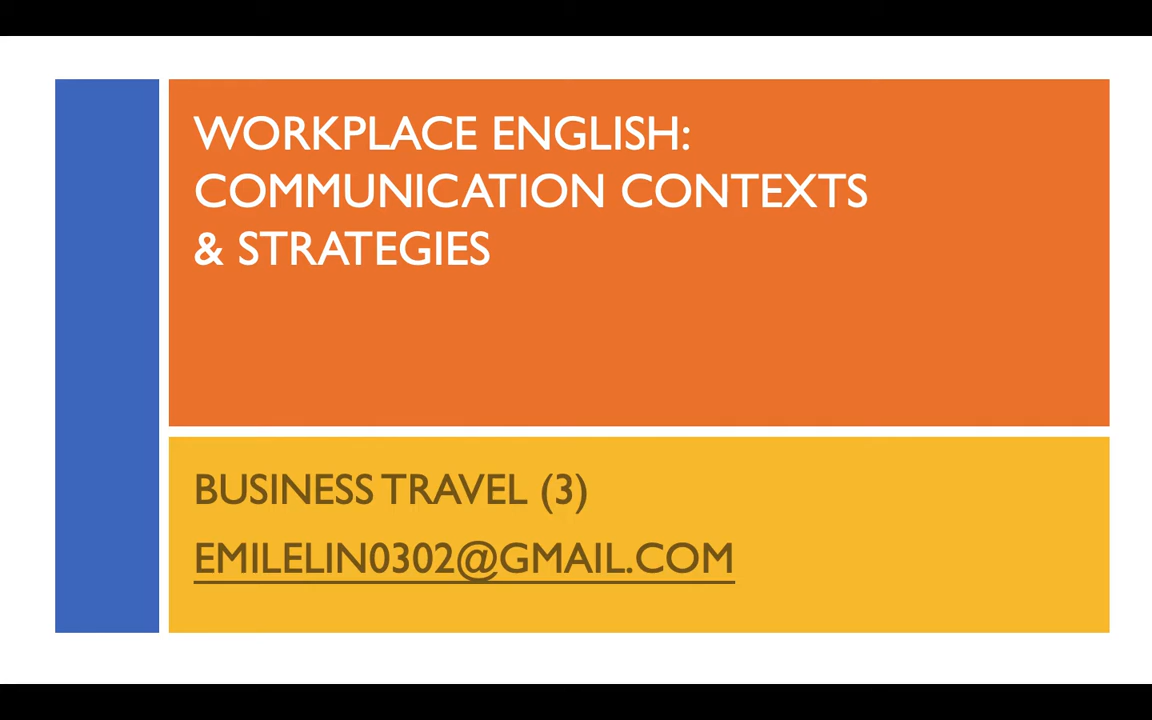 WORKPLACE ENGLISH:
COMMUNICATION CONTEXTS
& STRATEGIES
BUSINESS TRAVEL (3)
EMILELIN0302@GMAIL.COM